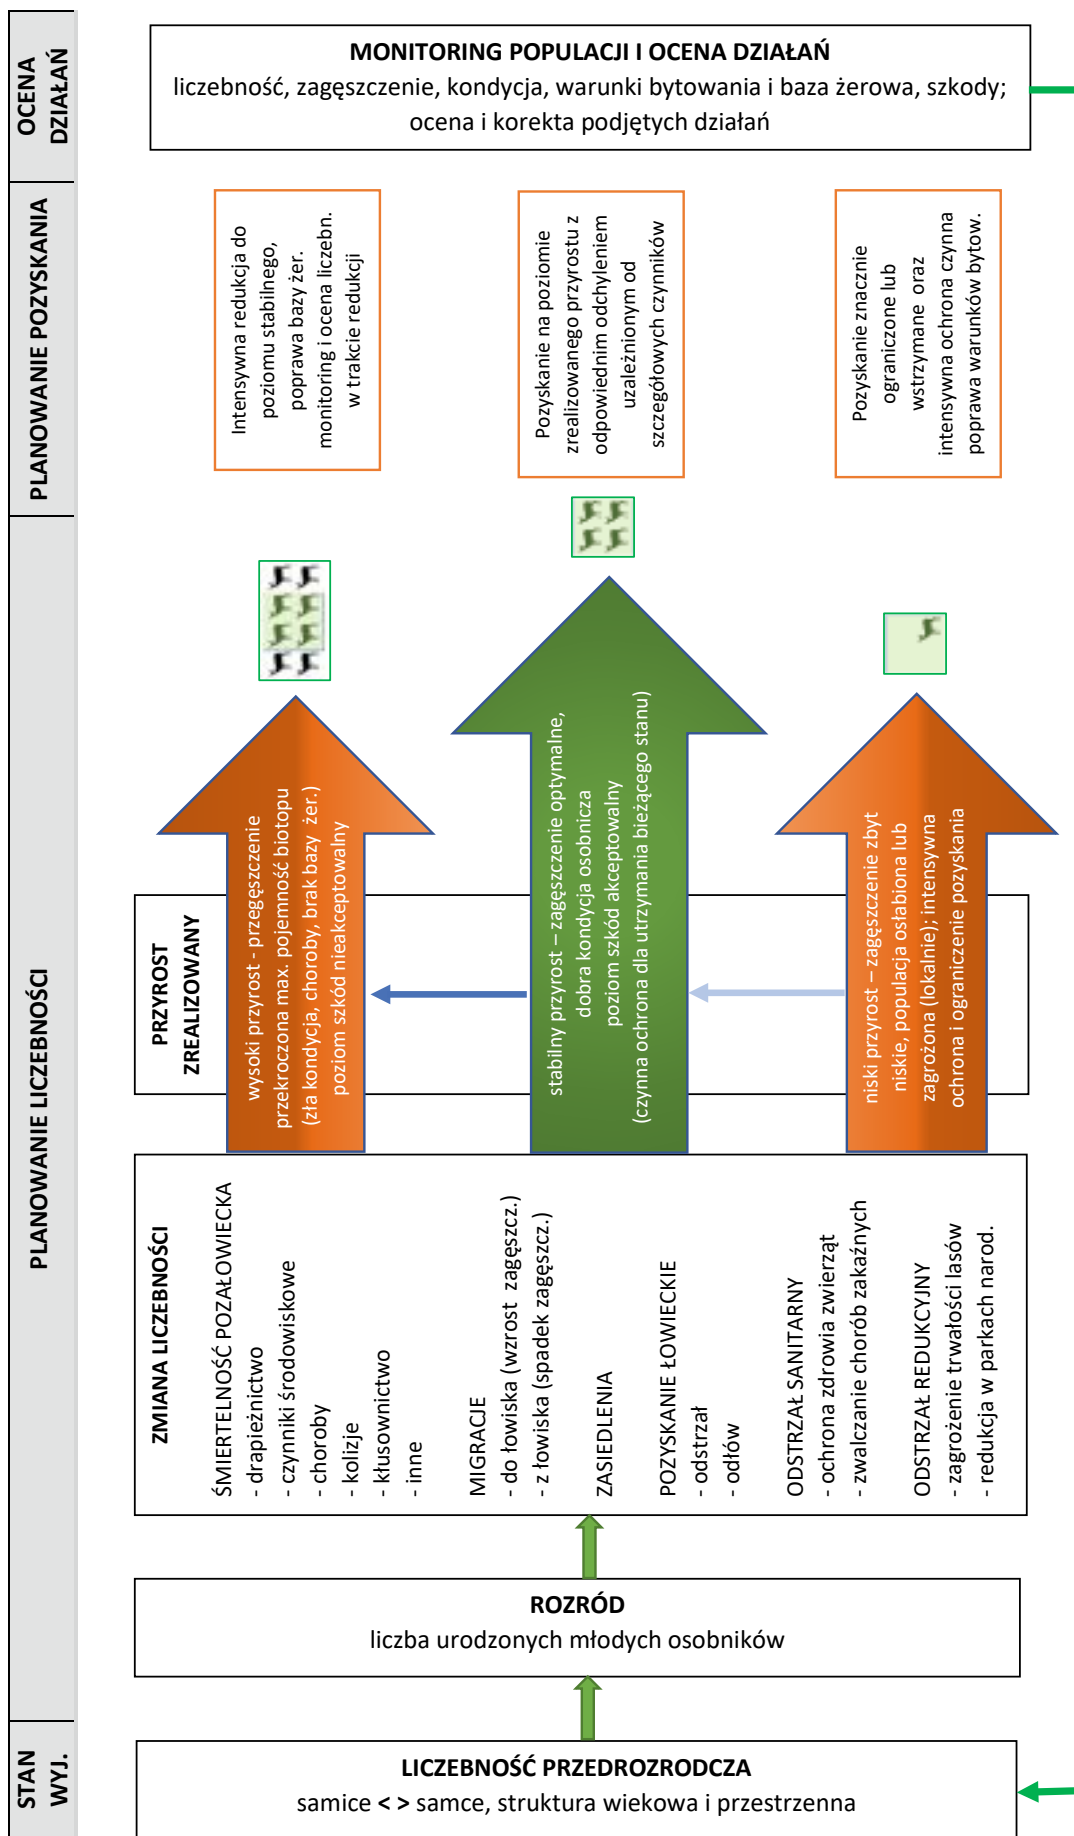 OCENA
DZIAŁAŃ
MONITORING POPULACJI I OCENA DZIAŁAŃ
liczebność, zagęszczenie, kondycja, warunki bytowania i baza żerowa, szkody;
ocena i korekta podjętych działań
PLANOWANIE POZYSKANIA
Intensywna redukcja do
poziomu stabilnego,
poprawa bazy żer.
monitoring i ocena liczebn.
w trakcie redukcji
Pozyskanie na poziomie
zrealizowanego przyrostu z
odpowiednim odchyleniem
uzależnionym od
szczegółowych czynników
Pozyskanie znacznie
ograniczone lub
wstrzymane oraz
intensywna ochrona czynna
poprawa warunków bytow.
PLANOWANIE LICZEBNOŚCI
PRZYROST
ZREALIZOWANY
wysoki przyrost - przegęszczenie
przekroczona max. pojemność biotopu
(zła kondycja, choroby, brak bazy żer.)
poziom szkód nieakceptowalny
stabilny przyrost – zagęszczenie optymalne,
dobra kondycja osobnicza
poziom szkód akceptowalny
(czynna ochrona dla utrzymania bieżącego stanu)
niski przyrost – zagęszczenie zbyt
niskie, populacja osłabiona lub
zagrożona (lokalnie); intensywna
ochrona i ograniczenie pozyskania
ZMIANA LICZEBNOŚCI
ŚMIERTELNOŚĆ POZAŁOWIECKA
- drapieżnictwo
- czynniki środowiskowe
- choroby
- kolizje
- kłusownictwo
- inne
MIGRACJE
- do łowiska (wzrost zagęszcz.)
- z łowiska (spadek zagęszcz.)
ZASIEDLENIA
POZYSKANIE ŁOWIECKIE
- odstrzał
- odłów
ODSTRZAŁ SANITARNY
- ochrona zdrowia zwierząt
- zwalczanie chorób zakaźnych
ODSTRZAŁ REDUKCYJNY
- zagrożenie trwałości lasów
- redukcja w parkach narod.
ROZRÓD
liczba urodzonych młodych osobników
STAN
WYJ.
LICZEBNOŚĆ PRZEDROZRODCZA
samice < > samce, struktura wiekowa i przestrzenna